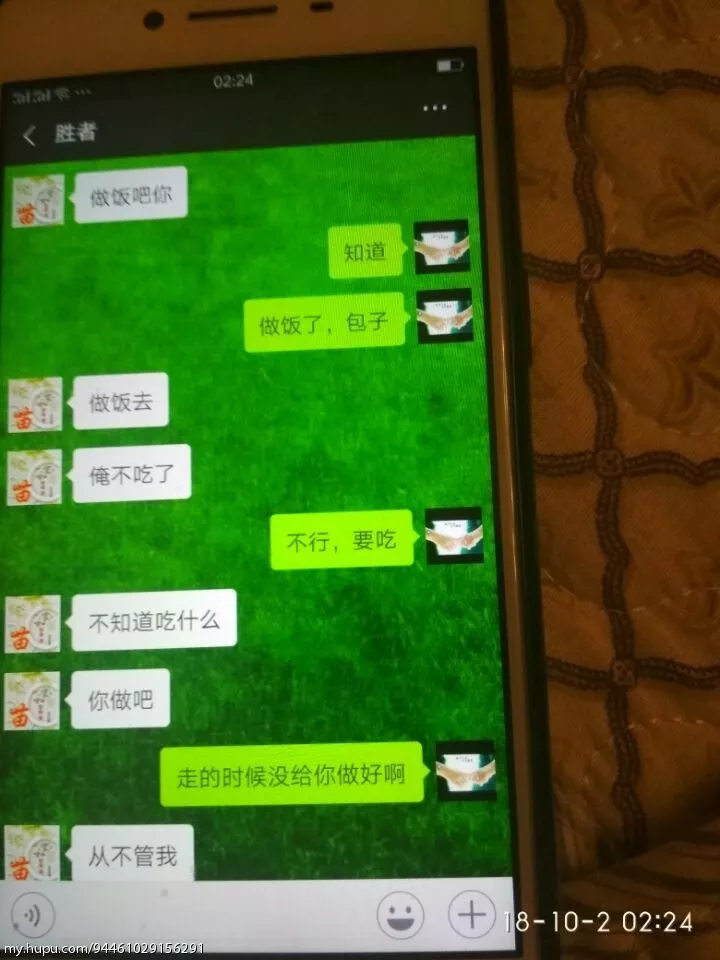 02:24
胜者
做饭吧你
知道
做饭了，包子
做饭去
俺不吃了
不行，要吃
不知道吃什么
你做吧
走的时候没给你做好啊
从不管我
苗
18-10-2 02:24
my.hupu.com/94461029156291